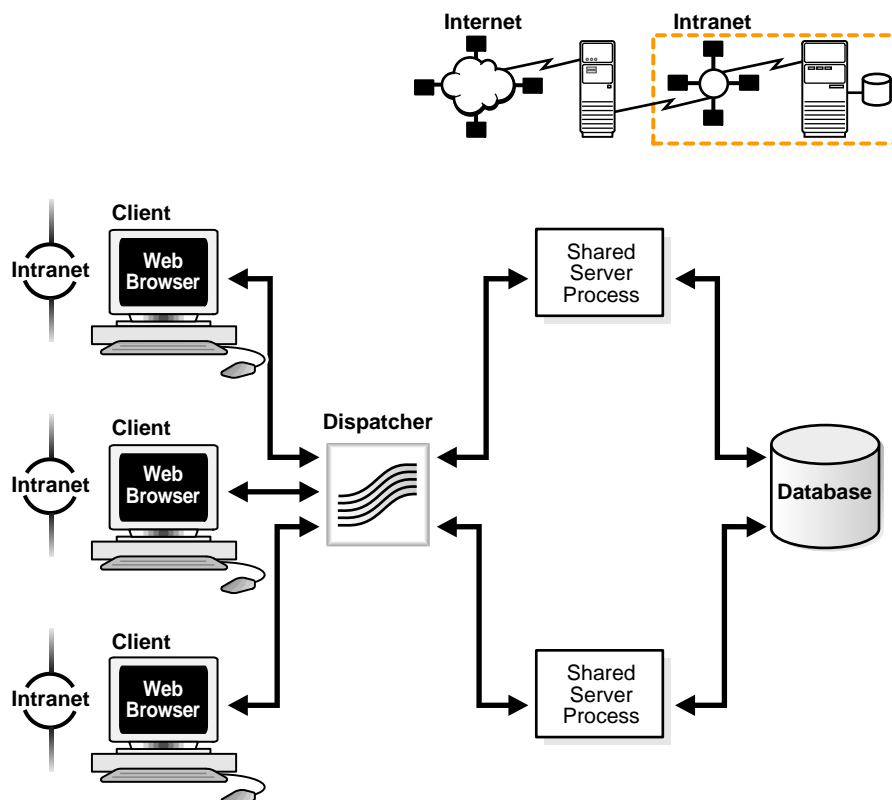 Internet
Intranet
Client
Intranet
Web
Browser
Shared
Server
Process
Client
Intranet
Web
Browser
Dispatcher
Database
Client
Intranet
Web
Browser
Shared
Server
Process